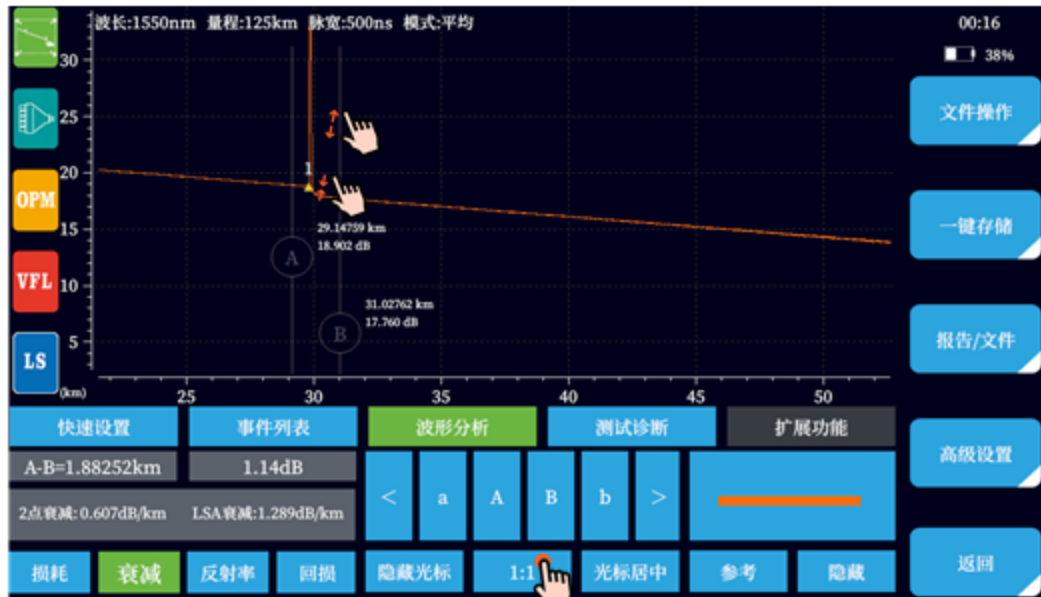 波长:1550nm 量程:125km 脉宽:500ns 模式:平均
00:16
38%
30
25
20
15
10
5
(km)
25 30 35 40 45 50
1
29.14759 km
18.902 dB
A
31.02762 km
17.760 dB
B
OPM
VFL
LS
文件操作
一键存储
报告/文件
高级设置
返回
快速设置 事件列表 波形分析 测试诊断 扩展功能
A-B=1.88252km 1.14dB
< a A B b >
2点衰减:0.607dB/km LSA衰减:1.289dB/km
损耗 衰减 反射率 回损 隐藏光标 1:1 光标居中 参考 隐藏